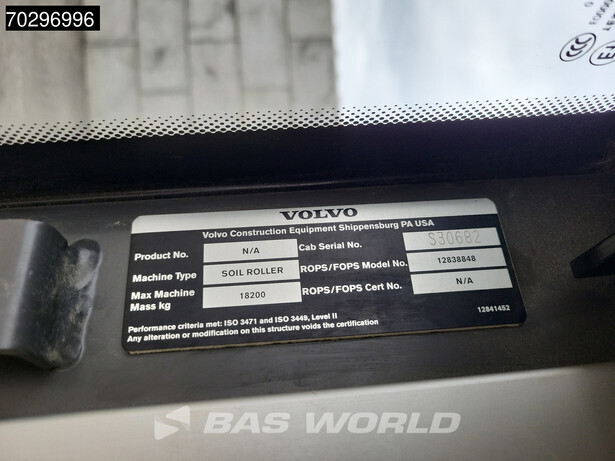 70296996
CCC
VOLVO
Volvo Construction Equipment Shippensburg PA USA
Product No. N/A Cab Serial No. S30682
Machine Type SOIL ROLLER ROPS/FOPS Model No. 12838848
Max Machine Mass kg 18200 ROPS/FOPS Cert No. N/A
12841452
Performance criteria met: ISO 3471 and ISO 3449, Level II
Any alteration or modification on this structure voids the certification
BAS WORLD